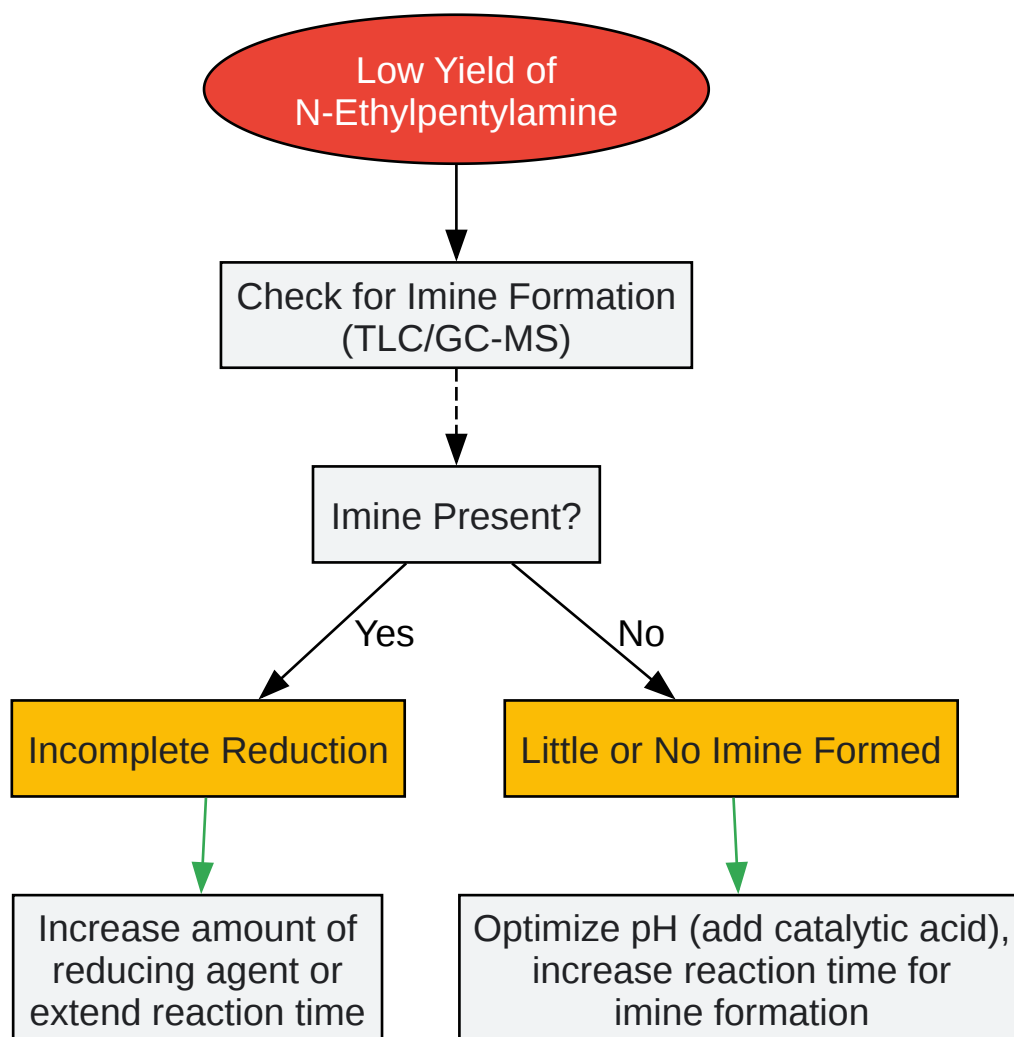 Low Yield of
N-Ethylpentylamine
Check for Imine Formation
(TLC/GC-MS)
Imine Present?
Yes
No
Incomplete Reduction
Little or No Imine Formed
Increase amount of
reducing agent or
extend reaction time
Optimize pH (add catalytic acid),
increase reaction time for
imine formation